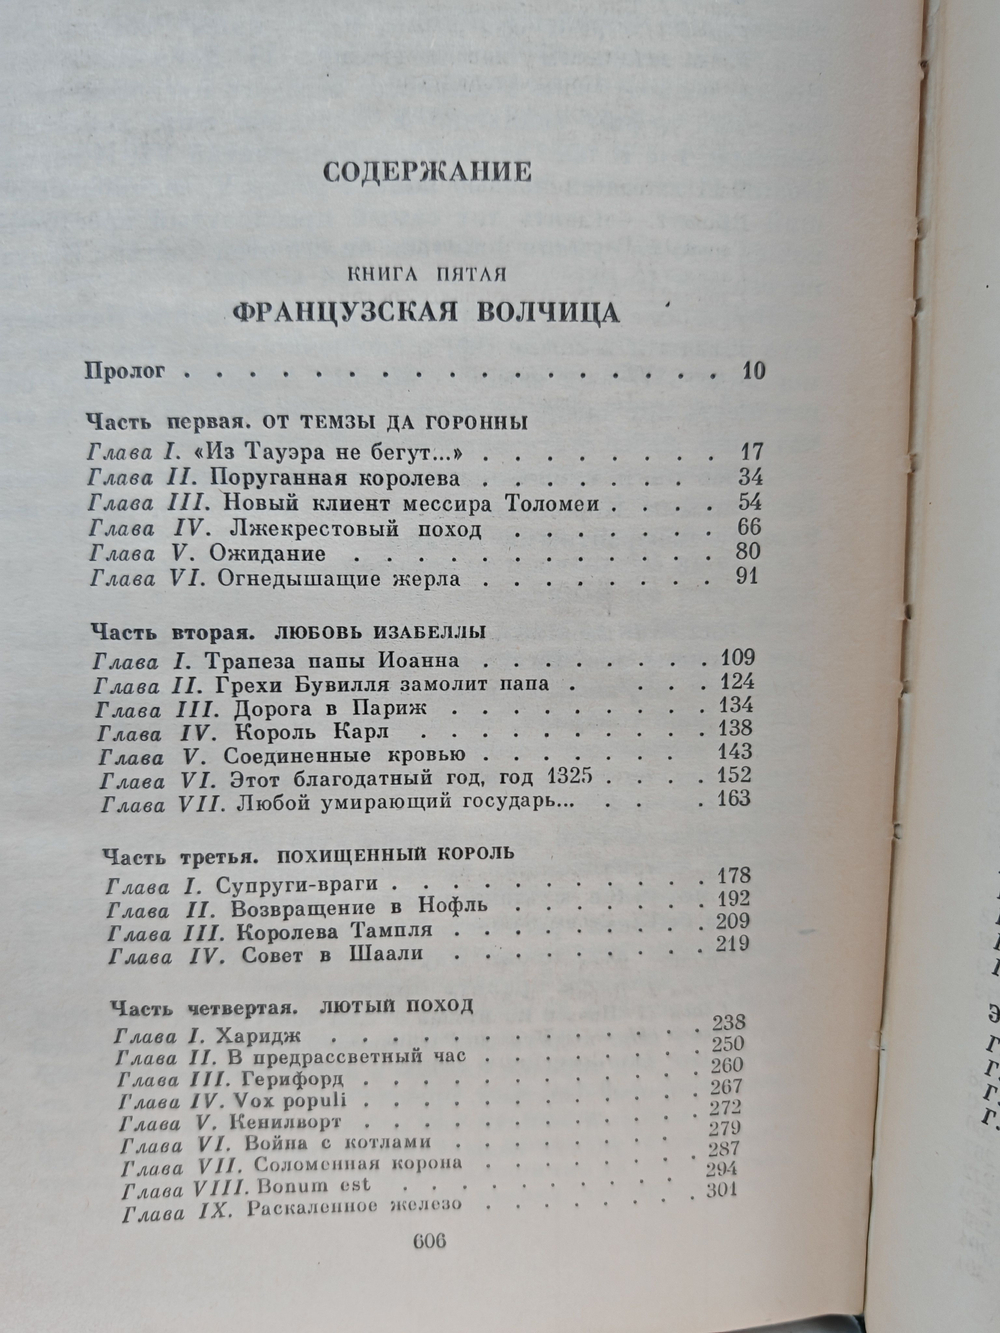 СОДЕРЖАНИЕ
КНИГА ПЯТАЯ
ФРАНЦУЗСКАЯ ВОЛЧИЦА
Пролог . . . . . . . . . . . . . . . . . 10
Часть первая. ОТ ТЕМЗЫ ДА ГОРОННЫ
Глава I. «Из Тауэра не бегут...» . . . . . . . . 17
Глава II. Поруганная королева . . . . . . . 34
Глава III. Новый клиент мессира Толомеи . . . . 54
Глава IV. Лжекрестовый поход . . . . . . . 66
Глава V. Ожидание . . . . . . . . . . . . 80
Глава VI. Огнедышащие жерла . . . . . . . . 91
Часть вторая. ЛЮБОВЬ ИЗАБЕЛЛЫ
Глава I. Трапеза папы Иоанна . . . . . . . . 109
Глава II. Грехи Бувилля замолит папа . . . . 124
Глава III. Дорога в Париж . . . . . . . . . 134
Глава IV. Король Карл . . . . . . . . . . 138
Глава V. Соединенные кровью . . . . . . . 143
Глава VI. Этот благодатный год, год 1325 . . . . 152
Глава VII. Любой умирающий государь... . . . 163
Часть третья. ПОХИЩЕННЫЙ КОРОЛЬ
Глава I. Супруги-враги . . . . . . . . . . . 178
Глава II. Возвращение в Нофль . . . . . . . 192
Глава III. Королева Тампля . . . . . . . . . 209
Глава IV. Совет в Шаали . . . . . . . . . 219
Часть четвертая. ЛЮТЫЙ ПОХОД
Глава I. Харидж . . . . . . . . . . . . 238
Глава II. В предрассветный час . . . . . . . . 250
Глава III. Герифорд . . . . . . . . . . . . 260
Глава IV. Vox populi . . . . . . . . . . . . 267
Глава V. Кенилворт . . . . . . . . . . . . 272
Глава VI. Война с котлами . . . . . . . . . 279
Глава VII. Соломенная корона . . . . . . . . 287
Глава VIII. Bonum est . . . . . . . . . . . 294
Глава IX. Раскаленное железо . . . . . . . . 301
606